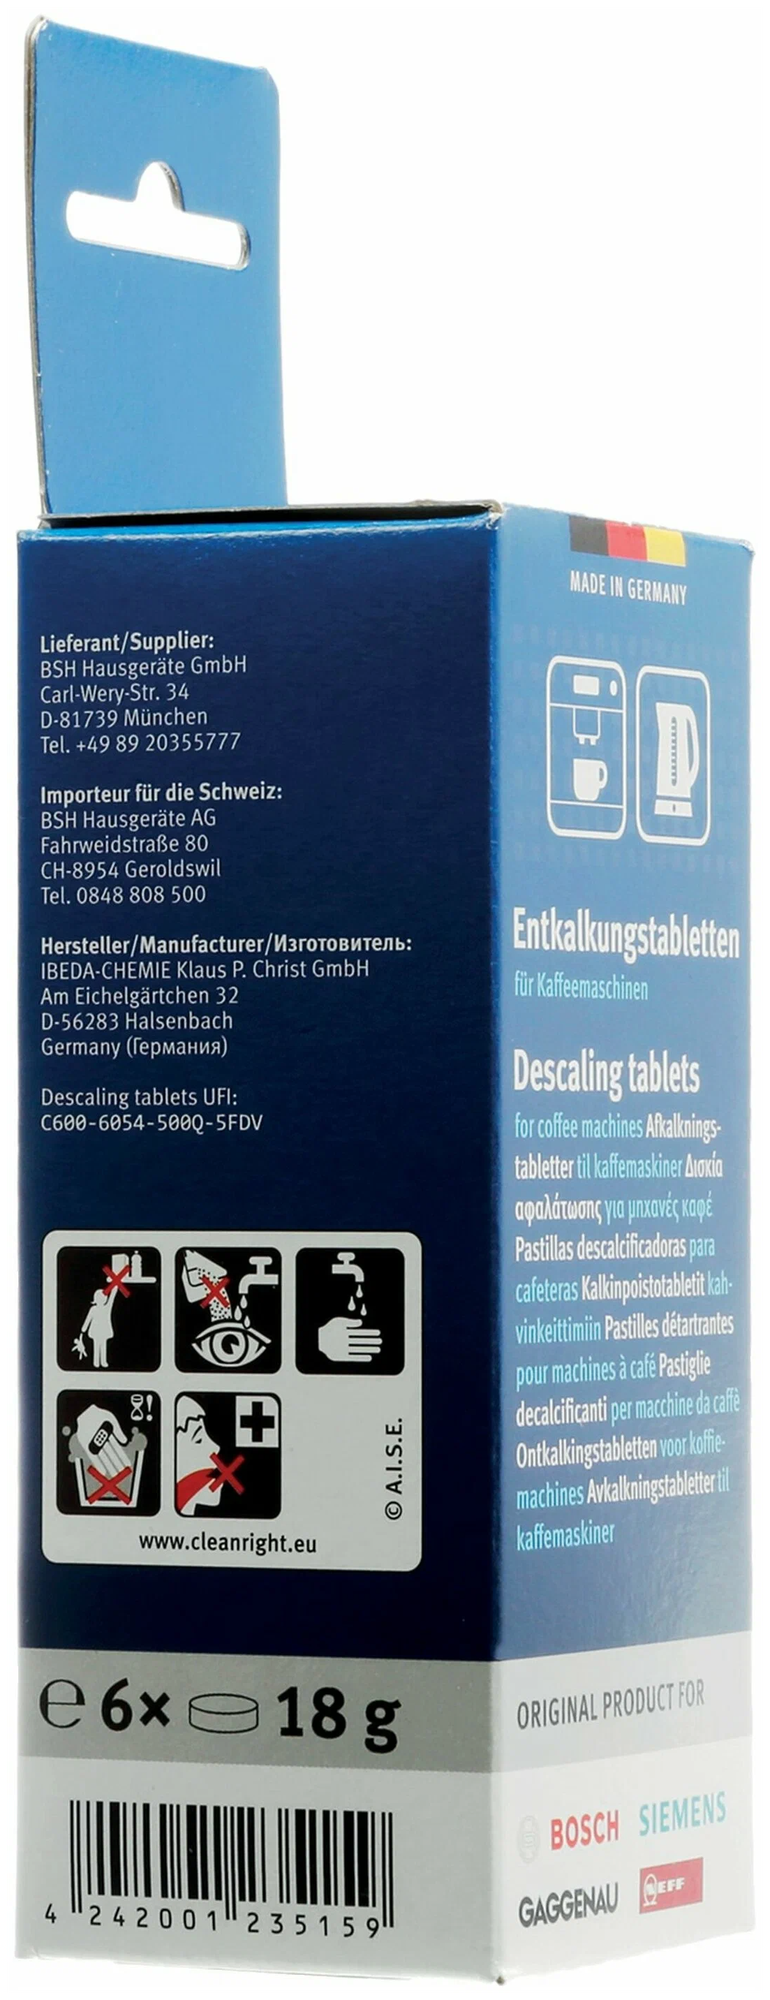 Lieferant/Supplier:
BSH Hausgeräte GmbH
Carl-Wery-Str. 34
D-81739 München
Tel. +49 89 20355777
Importeur für die Schweiz:
BSH Hausgeräte AG
Fahrweidstraße 80
CH-8954 Geroldswil
Tel. 0848 808 500
Hersteller/Manufacturer/Изготовитель:
IBEDA-CHEMIE Klaus P. Christ GmbH
Am Eichelgärtchen 32
D-56283 Halsenbach
Germany (Германия)
Descaling tablets UFI:
C600-6054-500Q-5FDV
© A.I.S.E.
www.cleanright.eu
℮ 6× 18 g
4 242001 235159
MADE IN GERMANY
Entkalkungstabletten
für Kaffeemaschinen
Descaling tablets
for coffee machines Afkalknings-
tabletter til kaffemaskiner Δισκία
αφαλάτωσης για μηχανές καφέ
Pastillas descalcificadoras para
cafeteras Kalkinpoistotabletit kah-
vinkeittimiin Pastilles détartrantes
pour machines à café Pastiglie
decalcificanti per macchine da caffè
Ontkalkingstabletten voor koffie-
machines Avkalkningstabletter til
kaffemaskiner
ORIGINAL PRODUCT FOR
BOSCH SIEMENS
GAGGENAU NEFF